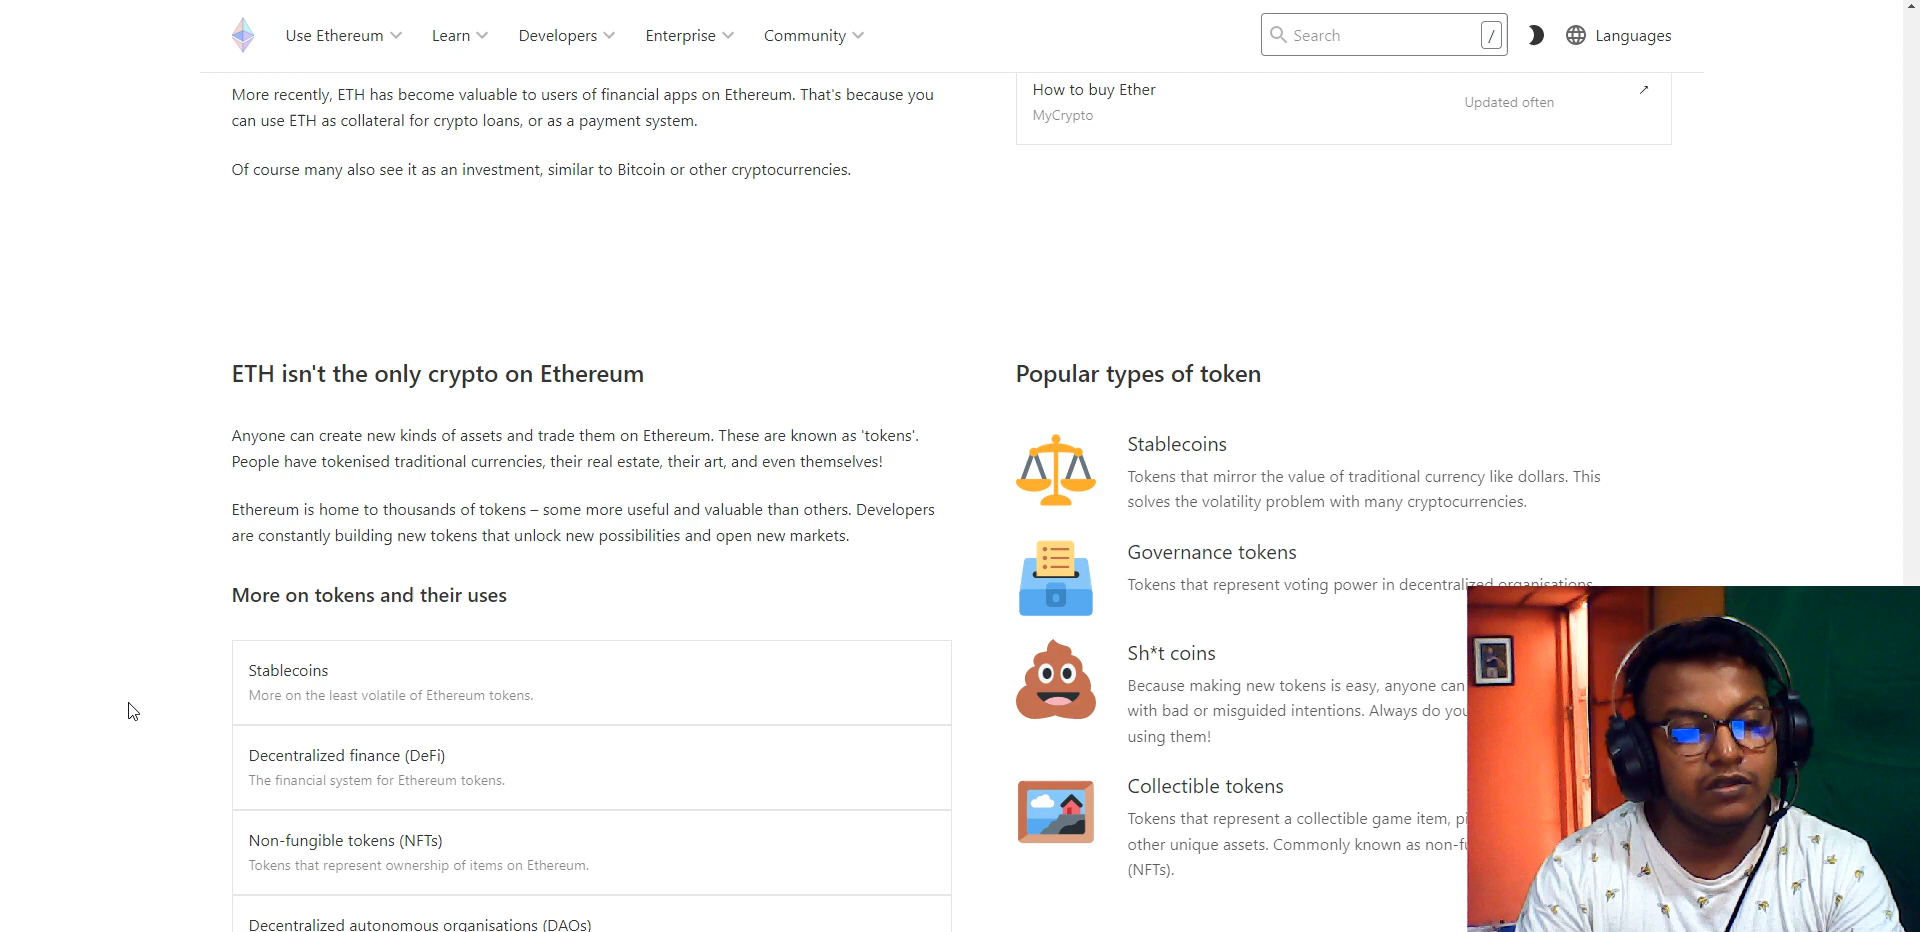 Use Ethereum
Learn
Developers
Enterprise
Community
Search
/
Languages
More recently, ETH has become valuable to users of financial apps on Ethereum. That's because you
can use ETH as collateral for crypto loans, or as a payment system.
Of course many also see it as an investment, similar to Bitcoin or other cryptocurrencies.
How to buy Ether
MyCrypto
Updated often
ETH isn't the only crypto on Ethereum
Anyone can create new kinds of assets and trade them on Ethereum. These are known as 'tokens'.
People have tokenised traditional currencies, their real estate, their art, and even themselves!
Ethereum is home to thousands of tokens – some more useful and valuable than others. Developers
are constantly building new tokens that unlock new possibilities and open new markets.
More on tokens and their uses
Stablecoins
More on the least volatile of Ethereum tokens.
Decentralized finance (DeFi)
The financial system for Ethereum tokens.
Non-fungible tokens (NFTs)
Tokens that represent ownership of items on Ethereum.
Decentralized autonomous organisations (DAOs)
Popular types of token
Stablecoins
Tokens that mirror the value of traditional currency like dollars. This
solves the volatility problem with many cryptocurrencies.
Governance tokens
Tokens that represent voting power in decentralized organisations
Sh*t coins
Because making new tokens is easy, anyone can
with bad or misguided intentions. Always do you
using them!
Collectible tokens
Tokens that represent a collectible game item, pi
other unique assets. Commonly known as non-fu
(NFTs).